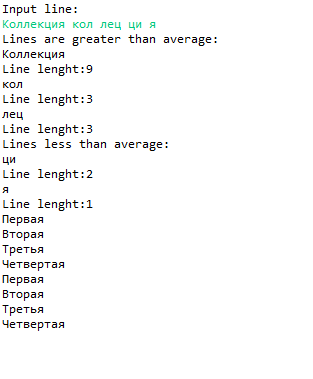 Input line:
Коллекция кол лец ци я
Lines are greater than average:
Коллекция
Line lenght:9
кол
Line lenght:3
лец
Line lenght:3
Lines less than average:
ци
Line lenght:2
я
Line lenght:1
Первая
Вторая
Третья
Четвертая
Первая
Вторая
Третья
Четвертая